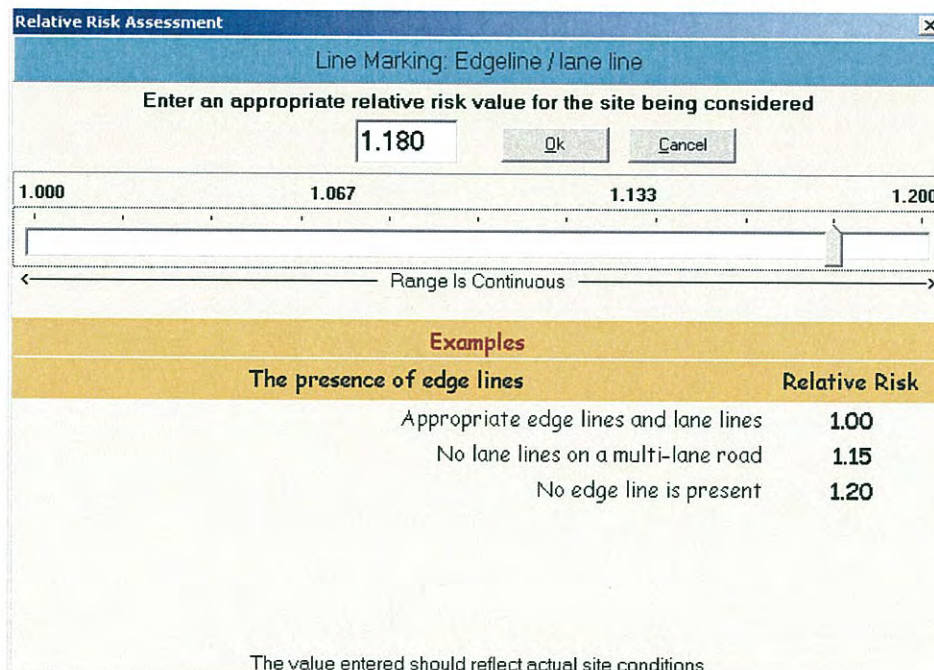 Relative Risk Assessment
Line Marking: Edgeline / lane line
Enter an appropriate relative risk value for the site being considered
1.180 Ok Cancel
1.000 1.067 1.133 1.200
Range Is Continuous
Examples
The presence of edge lines Relative Risk
Appropriate edge lines and lane lines 1.00
No lane lines on a multi-lane road 1.15
No edge line is present 1.20
The value entered should reflect actual site conditions